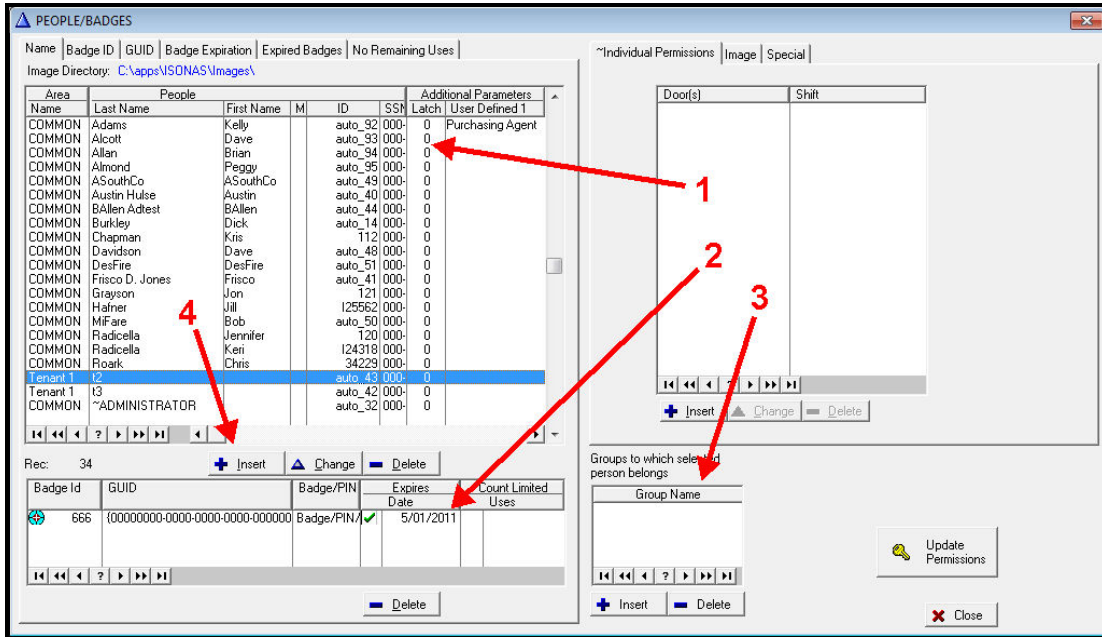 PEOPLE/BADGES
Name Badge ID GUID Badge Expiration Expired Badges No Remaining Uses
Image Directory: C:\apps\ISONAS\Images\
Area People Additional Parameters
Name Last Name First Name M ID SSN Latch User Defined 1
COMMON Adams Kelly auto_92 000- 0 Purchasing Agent
COMMON Alcott Dave auto_93 000- 0
COMMON Allan Brian auto_94 000- 0
COMMON Almond Peggy auto_95 000- 0
COMMON ASouthCo ASouthCo auto_49 000- 0
COMMON Austin Hulse Austin auto_40 000- 0
COMMON BAllen Adtest BAllen auto_44 000- 0
COMMON Burkley Dick auto_14 000- 0
COMMON Chapman Kris 112 000- 0
COMMON Davidson Dave auto_48 000- 0
COMMON DesFire DesFire auto_51 000- 0
COMMON Frisco D. Jones Frisco auto_41 000- 0
COMMON Grayson Jon 121 000- 0
COMMON Hafner Jill I25562 000- 0
COMMON MiFare Bob auto_50 000- 0
COMMON Radicella Jennifer 120 000- 0
COMMON Radicella Keri I24318 000- 0
COMMON Roark Chris 34229 000- 0
Tenant 1 t2 auto_43 000- 0
Tenant 1 t3 auto_42 000- 0
COMMON ~ADMINISTRATOR auto_32 000- 0
?
Rec: 34 Insert Change Delete
Badge Id GUID Badge/PIN Expires Count Limited
Date Uses
666 {00000000-0000-0000-0000-000000 Badge/PIN/ 5/01/2011
?
Delete
~Individual Permissions Image Special
Door(s) Shift
?
Insert Change Delete
Groups to which selected
person belongs
Group Name
?
Insert Delete
Update
Permissions
Close
1
2
3
4